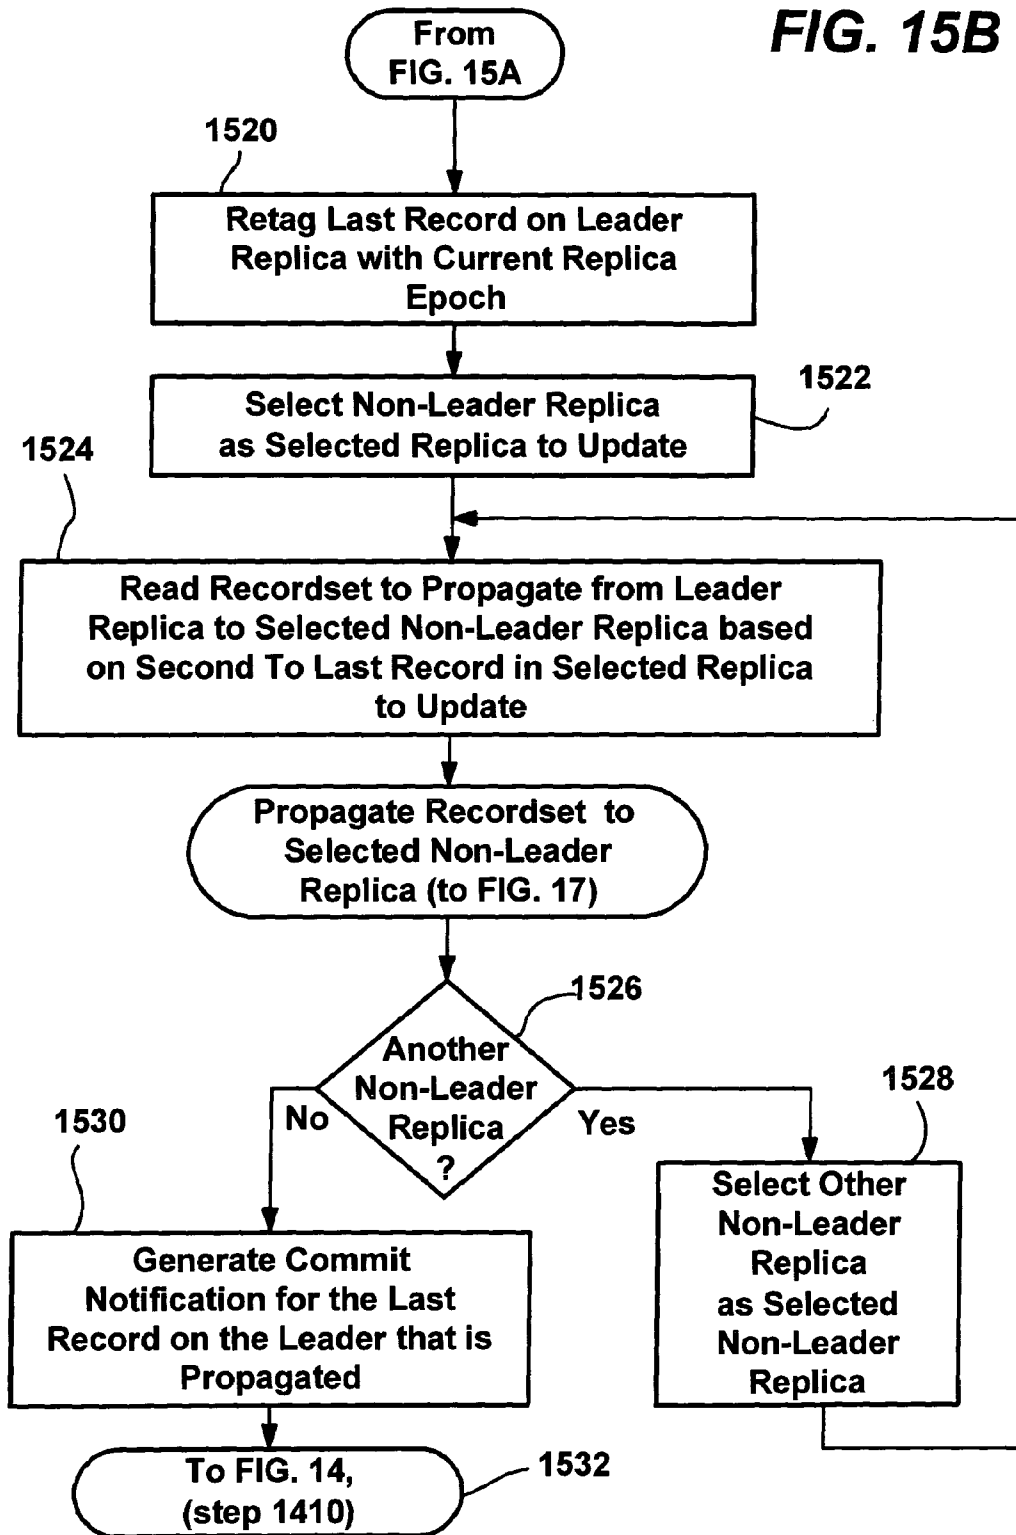 FIG. 15B
From
FIG. 15A
1520
Retag Last Record on Leader
Replica with Current Replica
Epoch
1522
Select Non-Leader Replica
as Selected Replica to Update
1524
Read Recordset to Propagate from Leader
Replica to Selected Non-Leader Replica based
on Second To Last Record in Selected Replica
to Update
Propagate Recordset to
Selected Non-Leader
Replica (to FIG. 17)
1526
Another
Non-Leader
Replica
?
No
Yes
1528
Select Other
Non-Leader
Replica
as Selected
Non-Leader
Replica
1530
Generate Commit
Notification for the Last
Record on the Leader that is
Propagated
To FIG. 14,
(step 1410)
1532